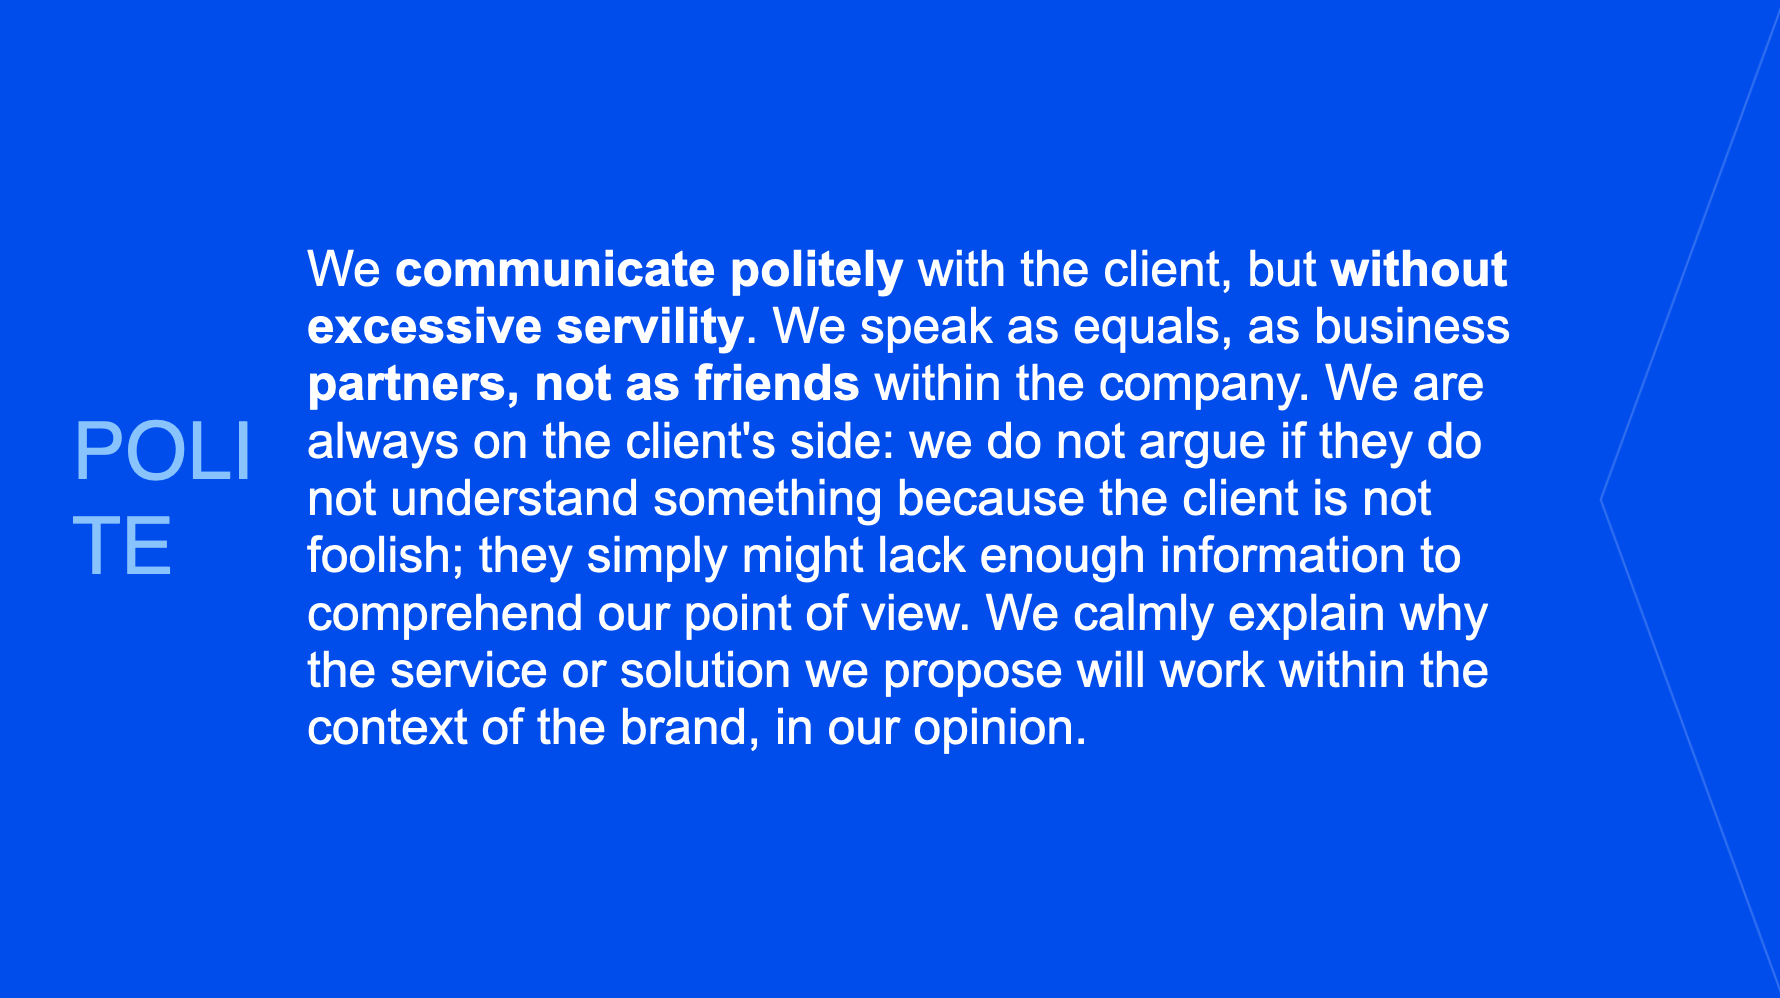 POLI
TE
We communicate politely with the client, but without
excessive servility. We speak as equals, as business
partners, not as friends within the company. We are
always on the client's side: we do not argue if they do
not understand something because the client is not
foolish; they simply might lack enough information to
comprehend our point of view. We calmly explain why
the service or solution we propose will work within the
context of the brand, in our opinion.